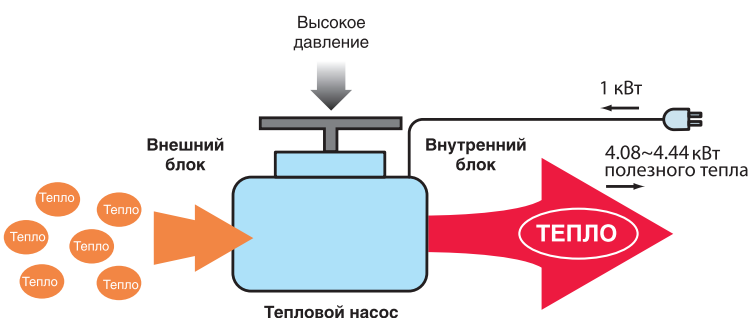 Высокое
давление
1 кВт
Внешний
блок
Внутренний
блок
4.08~4.44 кВт
полезного тепла
Тепло
Тепло
Тепло
Тепло
Тепло
Тепло
ТЕПЛО
Тепловой насос